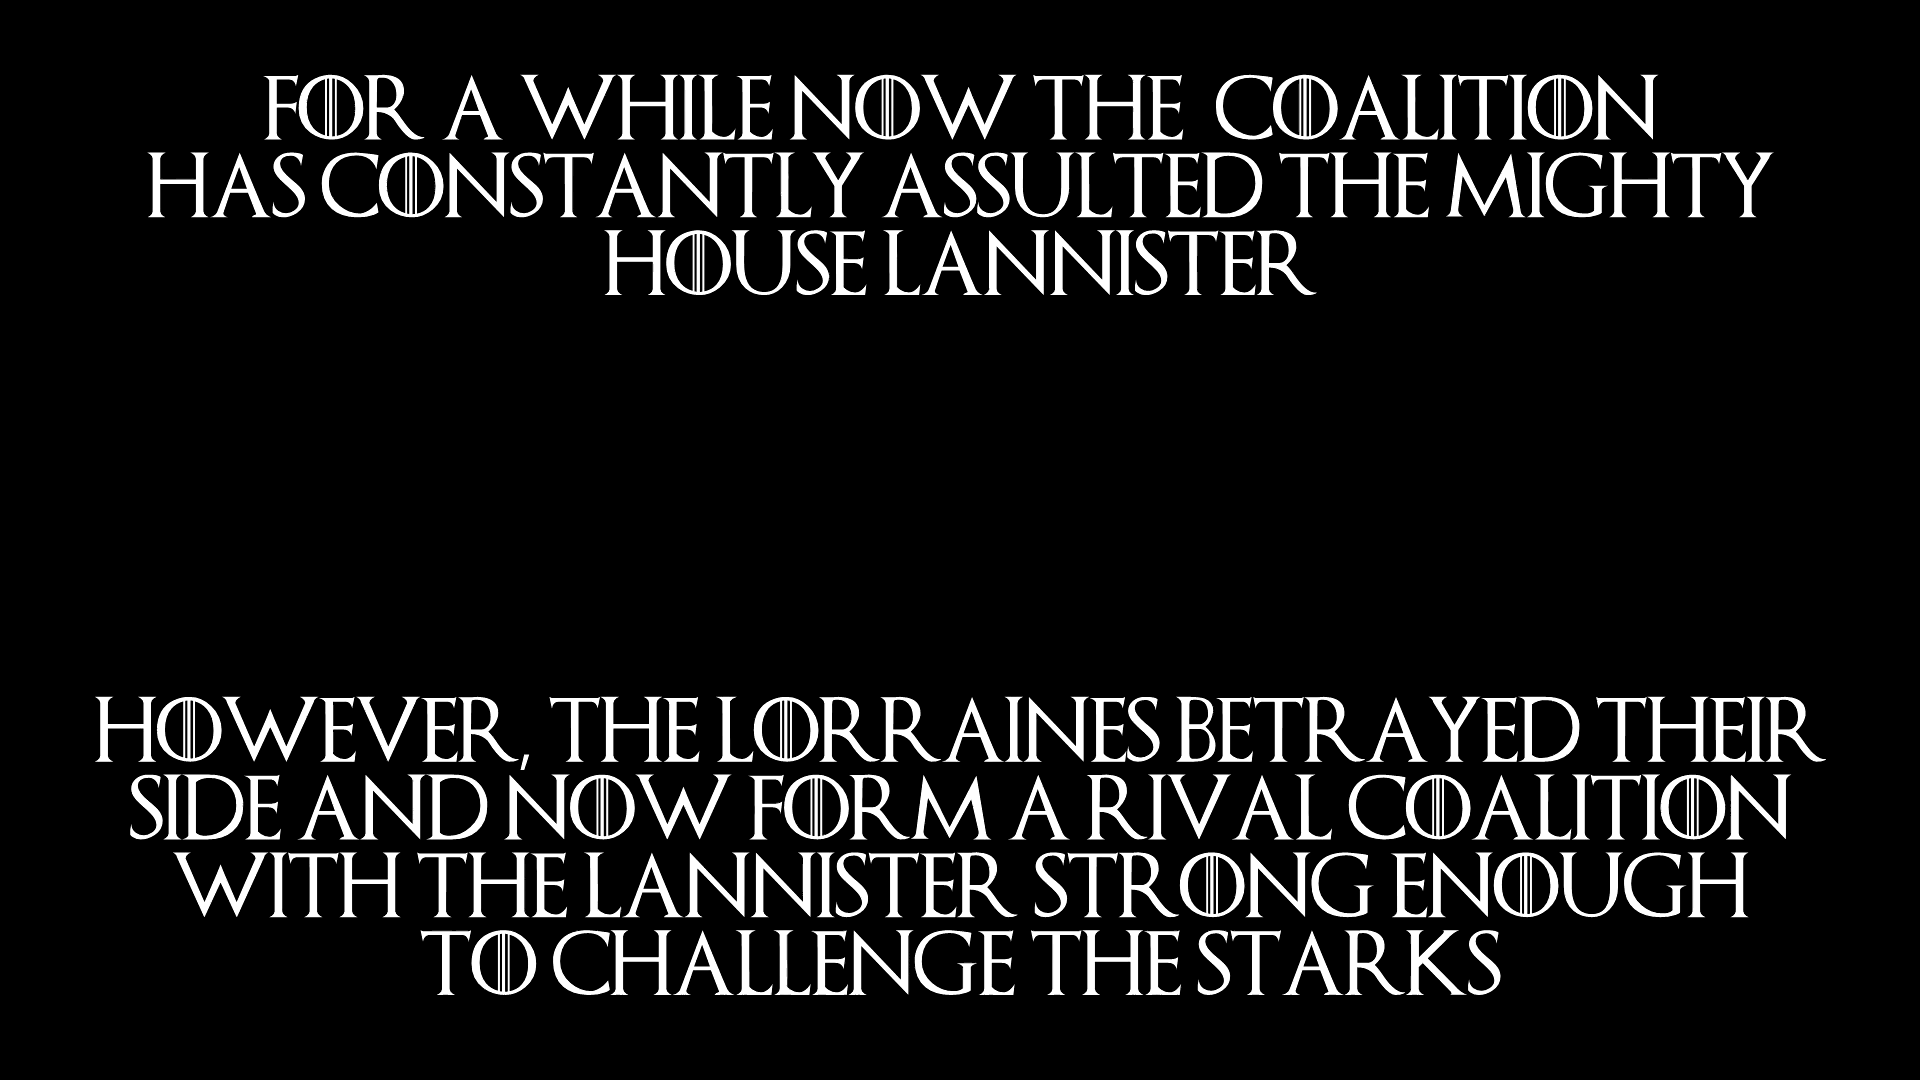 FOR A WHILE NOW THE COALITION
HAS CONSTANTLY ASSULTED THE MIGHTY
HOUSE LANNISTER
HOWEVER, THE LORRAINES BETRAYED THEIR
SIDE AND NOW FORM A RIVAL COALITION
WITH THE LANNISTER STRONG ENOUGH
TO CHALLENGE THE STARKS